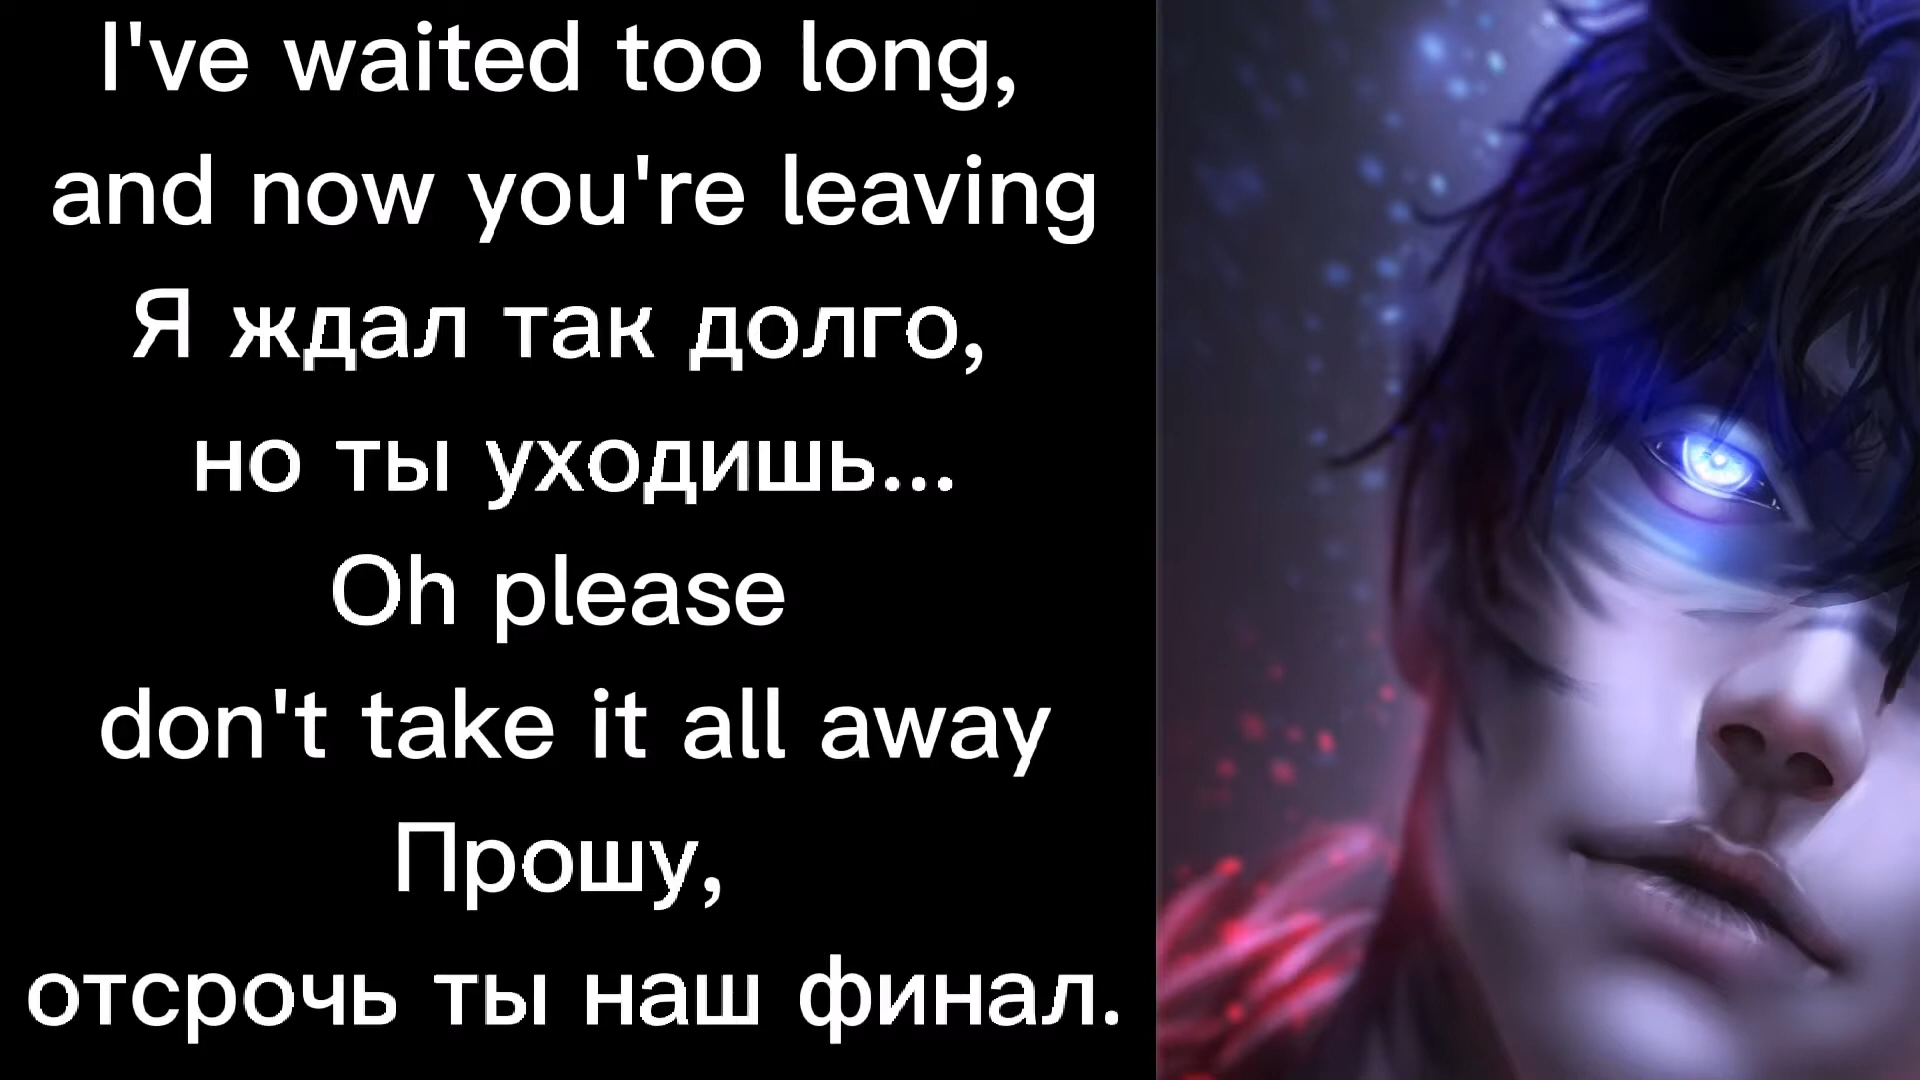 I've waited too long,
and now you're leaving
Я ждал так долго,
но ты уходишь...
Oh please
don't take it all away
Прошу,
отсрочь ты наш финал.